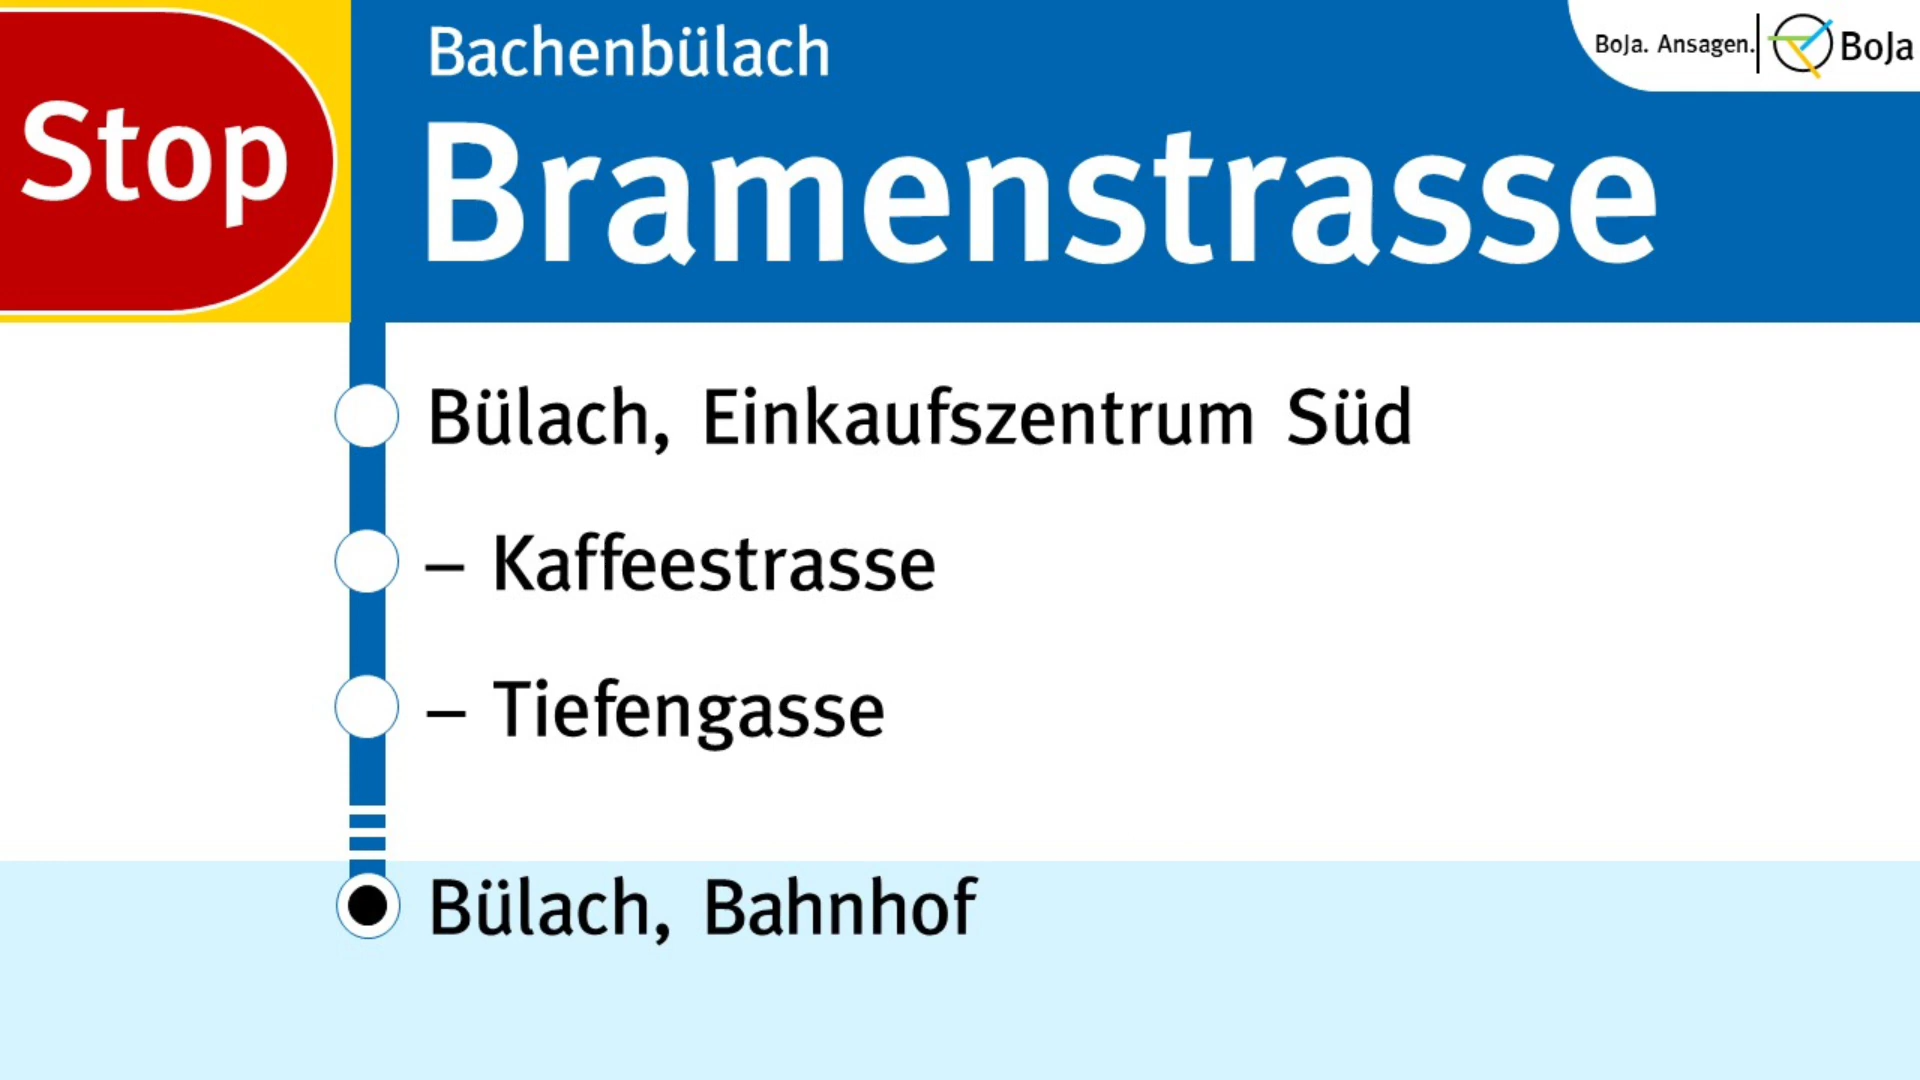 Stop
Bachenbülach
Bramenstrasse
BoJa. Ansagen.
BoJa
Bülach, Einkaufszentrum Süd
– Kaffeestrasse
– Tiefengasse
Bülach, Bahnhof